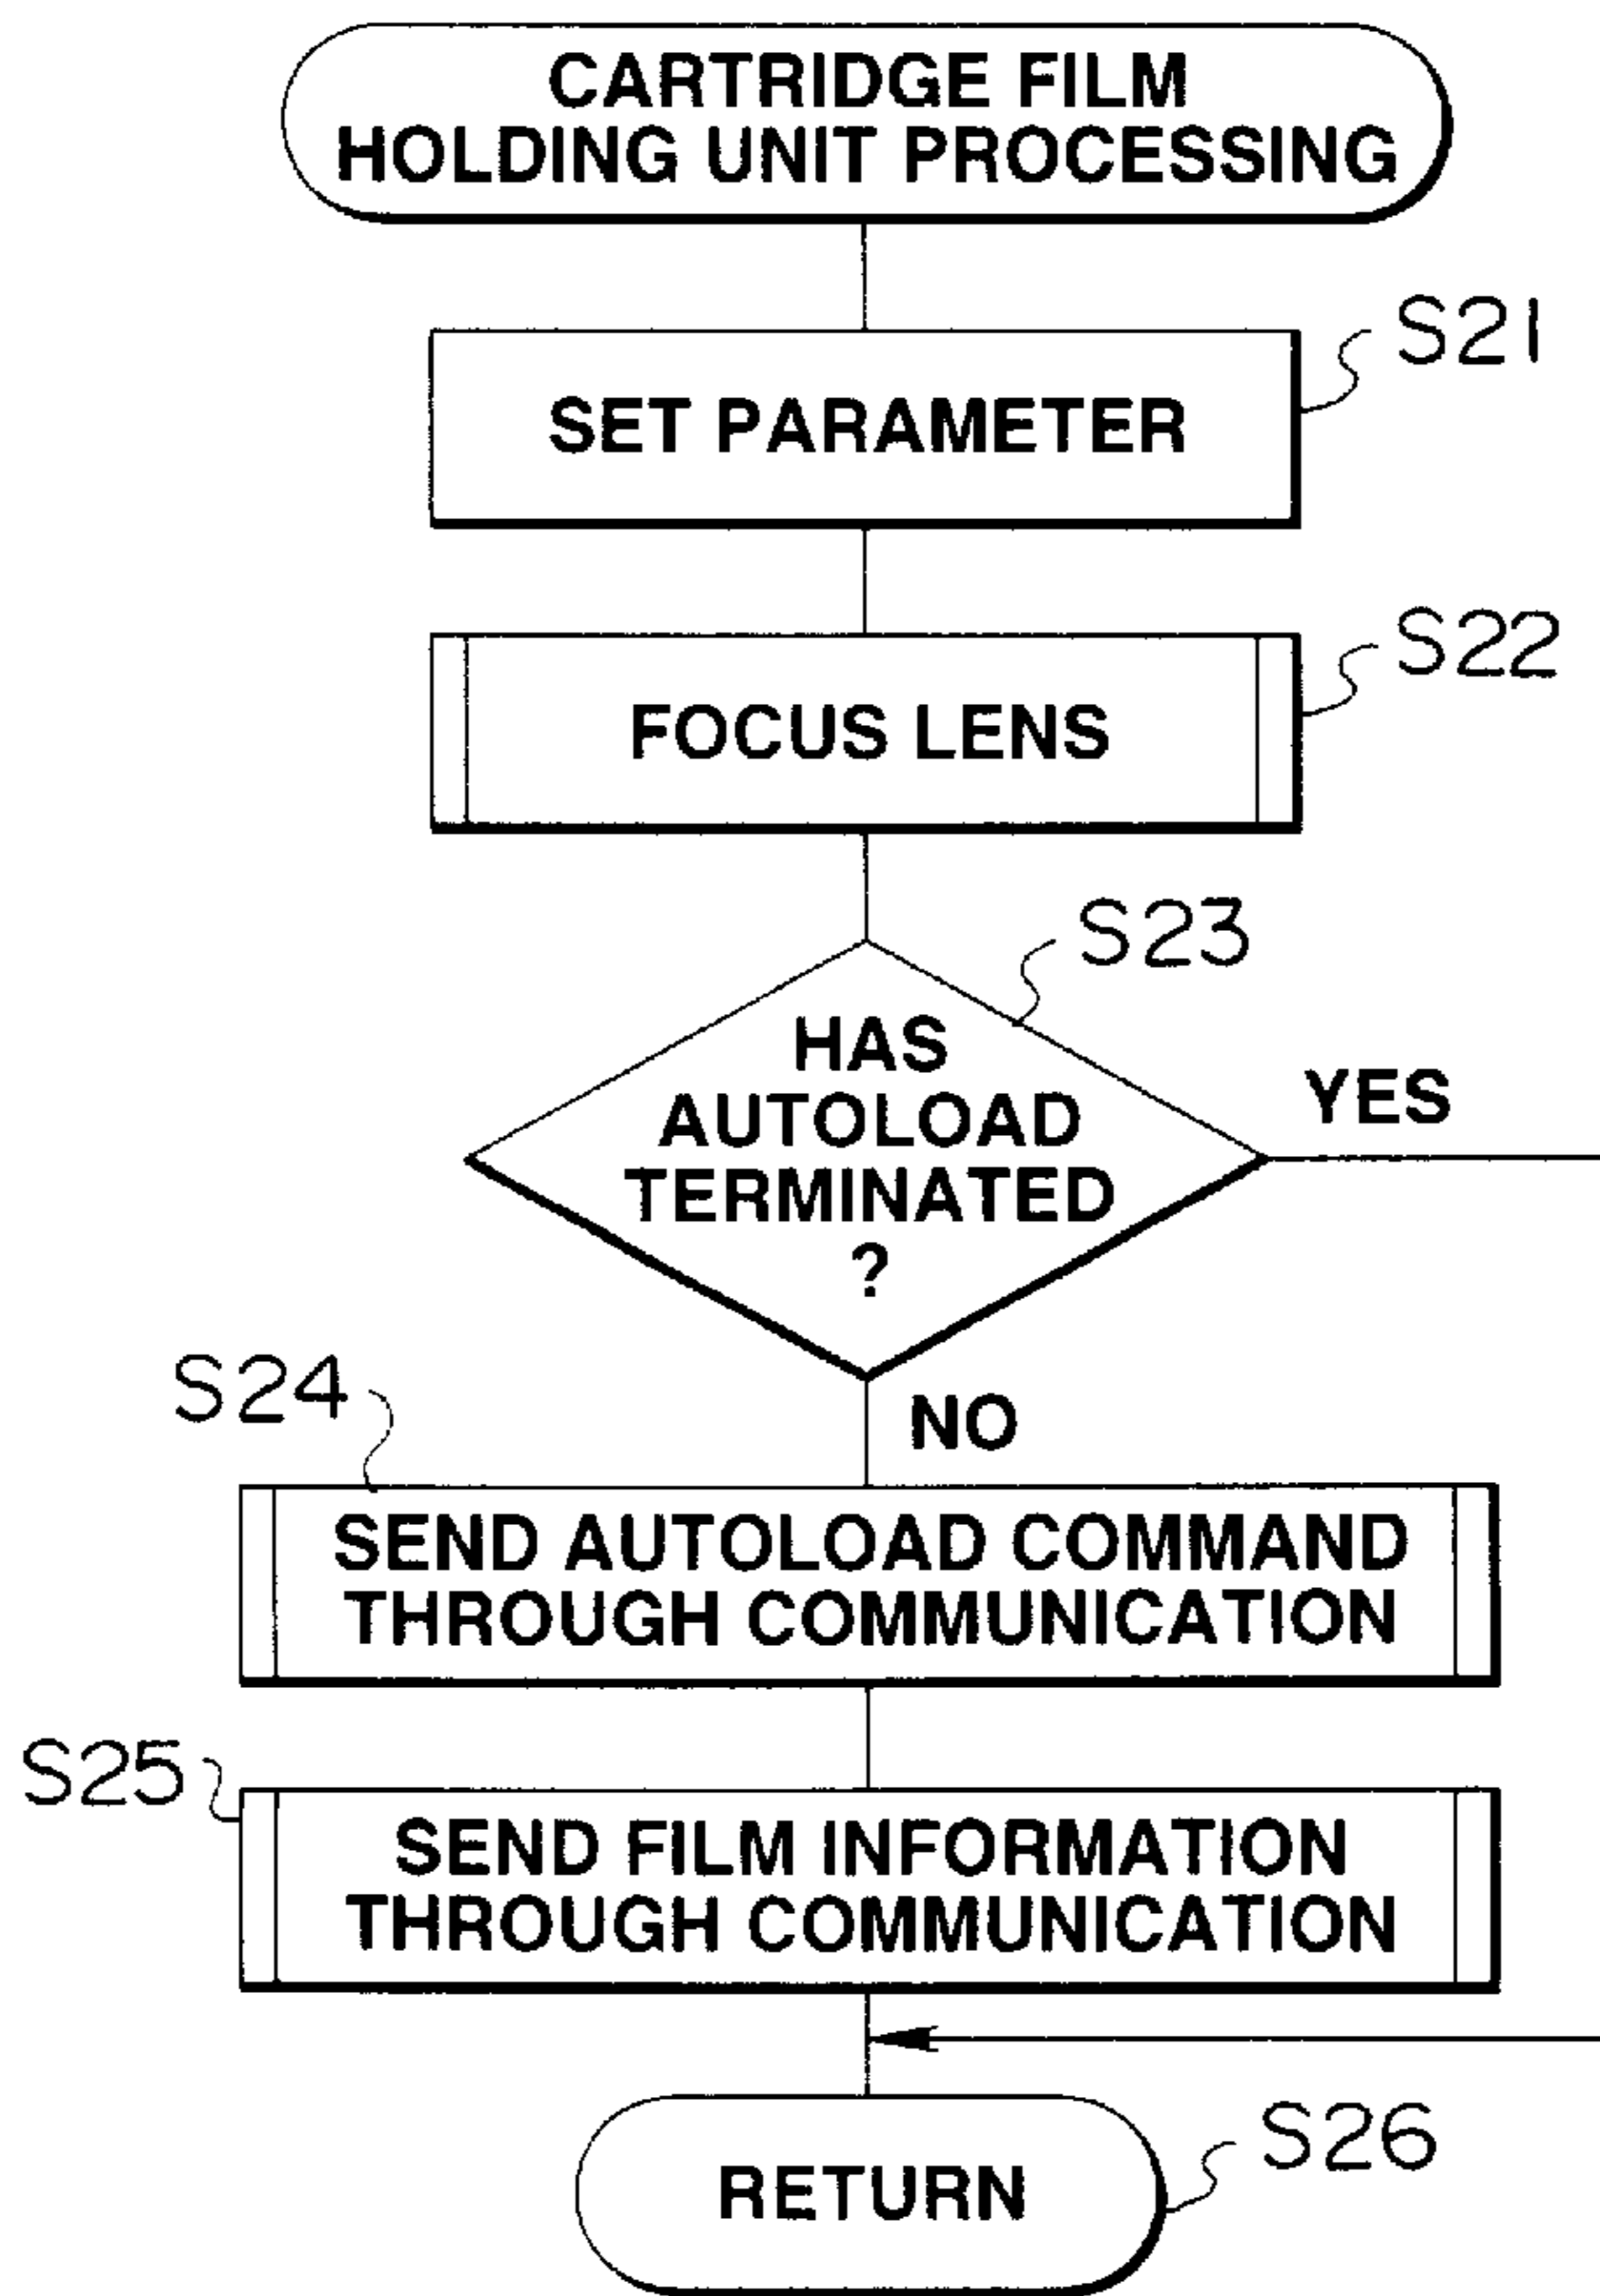 CARTRIDGE FILM
HOLDING UNIT PROCESSING
S21
SET PARAMETER
S22
FOCUS LENS
S23
HAS
AUTOLOAD
TERMINATED
?
YES
NO
S24
SEND AUTOLOAD COMMAND
THROUGH COMMUNICATION
S25
SEND FILM INFORMATION
THROUGH COMMUNICATION
S26
RETURN